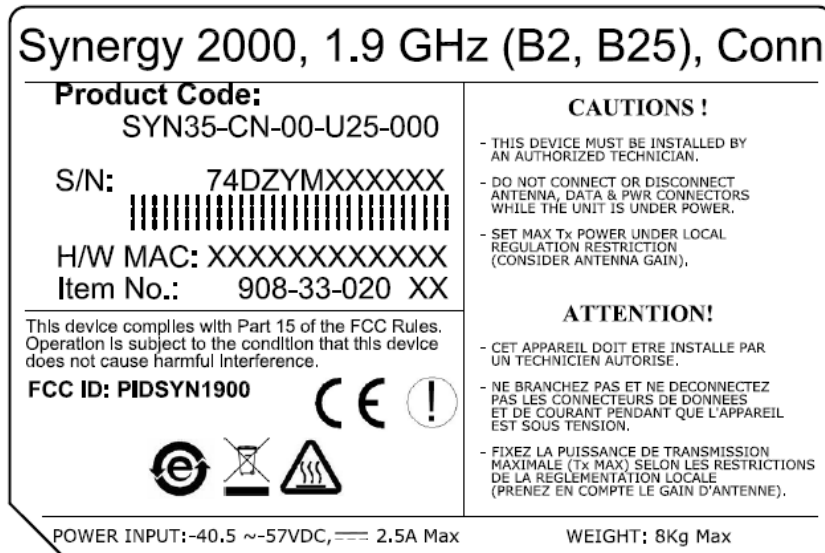 Synergy 2000, 1.9 GHz (B2, B25), Conn
Product Code:
SYN35-CN-00-U25-000
S/N: 74DZYMXXXXXX
H/W MAC: XXXXXXXXXXXX
Item No.: 908-33-020 XX
This device complies with Part 15 of the FCC Rules.
Operation is subject to the condition that this device
does not cause harmful Interference.
FCC ID: PIDSYN1900
CE
!
e
CAUTIONS !
- THIS DEVICE MUST BE INSTALLED BY
AN AUTHORIZED TECHNICIAN.
- DO NOT CONNECT OR DISCONNECT
ANTENNA, DATA & PWR CONNECTORS
WHILE THE UNIT IS UNDER POWER.
- SET MAX Tx POWER UNDER LOCAL
REGULATION RESTRICTION
(CONSIDER ANTENNA GAIN).
ATTENTION!
- CET APPAREIL DOIT ETRE INSTALLE PAR
UN TECHNICIEN AUTORISE.
- NE BRANCHEZ PAS ET NE DECONNECTEZ
PAS LES CONNECTEURS DE DONNEES
ET DE COURANT PENDANT QUE L'APPAREIL
EST SOUS TENSION.
- FIXEZ LA PUISSANCE DE TRANSMISSION
MAXIMALE (Tx MAX) SELON LES RESTRICTIONS
DE LA REGLEMENTATION LOCALE
(PRENEZ EN COMPTE LE GAIN D'ANTENNE).
POWER INPUT:-40.5 ~-57VDC, 2.5A Max
WEIGHT: 8Kg Max